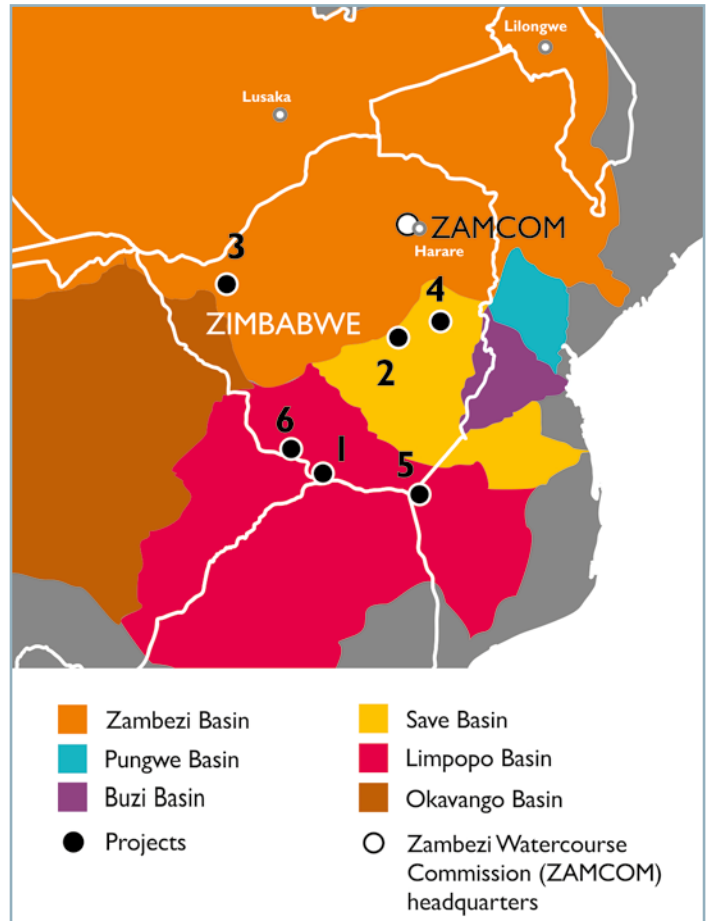 Lilongwe
Lusaka
ZAMCOM
Harare
3
4
ZIMBABWE
2
6
1
5
Zambezi Basin
Pungwe Basin
Buzi Basin
Projects
Save Basin
Limpopo Basin
Okavango Basin
Zambezi Watercourse
Commission (ZAMCOM)
headquarters